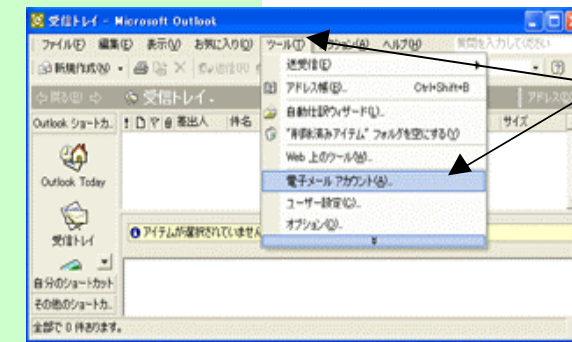 受信トレイ - Microsoft Outlook
ファイル(F) 編集(E) 表示(V) お気に入り(O) ツール(T) アクション(A) ヘルプ(H) 質問を入力してください
新規作成(N)
送受信(E)
アドレス帳(B)... Ctrl+Shift+B
自動仕訳ウィザード(L)...
"削除済みアイテム" フォルダを空にする(Y)
Web 上のツール(W)...
電子メール アカウント(A)...
ユーザー設定(C)...
オプション(O)...
戻る(B) 受信トレイ
Outlook ショートカ... 差出人 件名 サイズ
Outlook Today
受信トレイ
アイテムが選択されていません
自分のショートカット
その他のショートカ...
全部で 0 件あります。